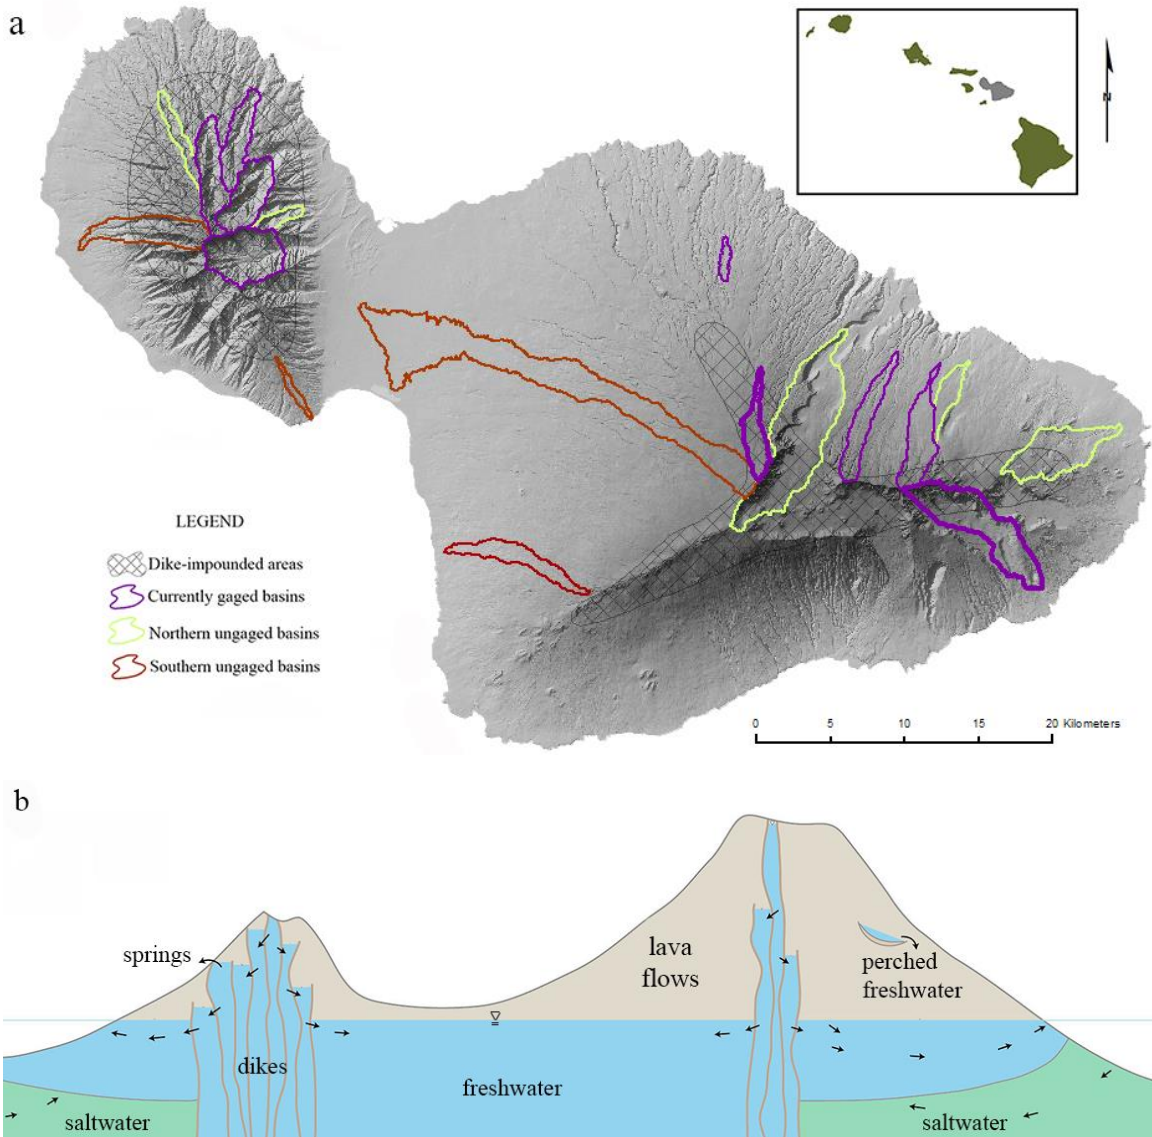 a
N
LEGEND
Dike-impounded areas
Currently gaged basins
Northern ungaged basins
Southern ungaged basins
0 5 10 15 20 Kilometers
b
springs
lava
flows
perched
freshwater
dikes
freshwater
saltwater
saltwater